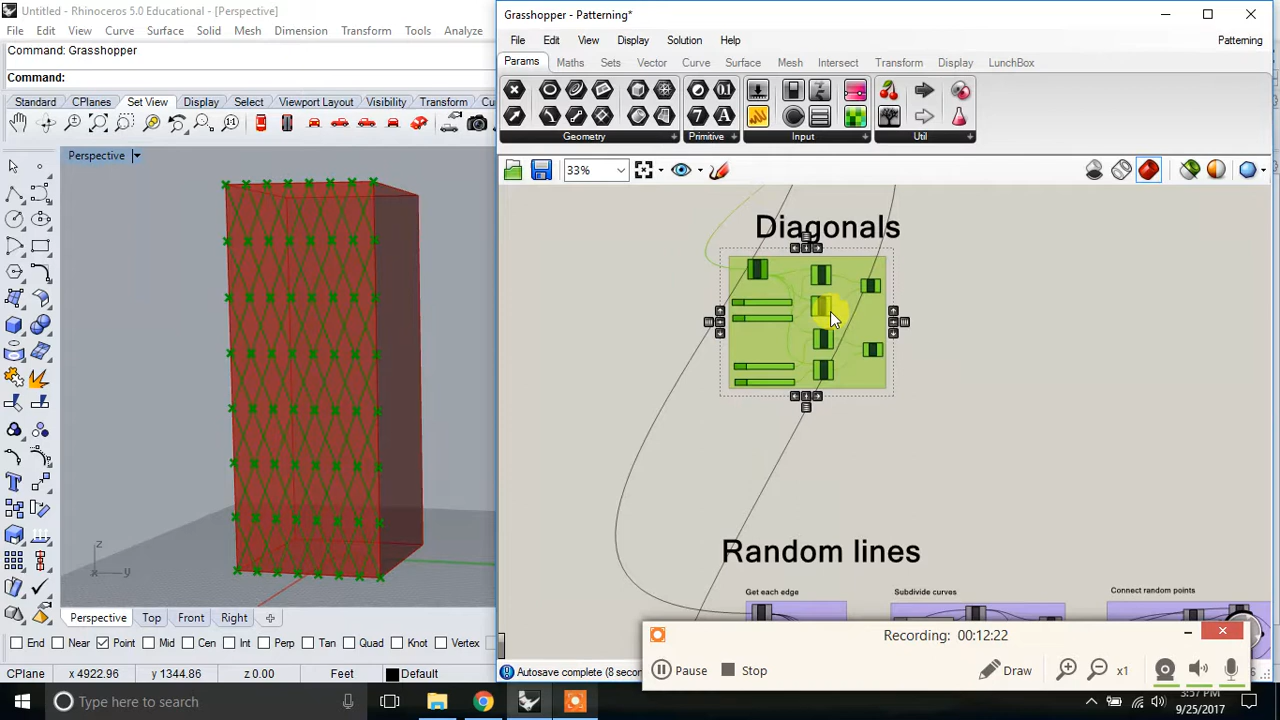 Untitled - Rhinoceros 5.0 Educational - [Perspective]
File Edit View Curve Surface Solid Mesh Dimension Transform Tools Analyze
Command: Grasshopper
Command:
Standard CPlanes Set View Display Select Viewport Layout Visibility Transform
Perspective
z
y
Perspective Top Front Right
End Near Point Mid Cen Int Perp Tan Quad Knot Vertex
CPlane x 4922.96 y 1344.86 z 0.00 Feet Default
Grasshopper - Patterning*
File Edit View Display Solution Help Patterning
Params Maths Sets Vector Curve Surface Mesh Intersect Transform Display LunchBox
Geometry Primitive Input Util
33%
Diagonals
Random lines
Get each edge Subdivide curves Connect random points
Autosave complete (8 secon
Recording: 00:12:22
Pause Stop Draw x1
Type here to search
3:57 PM
9/25/2017